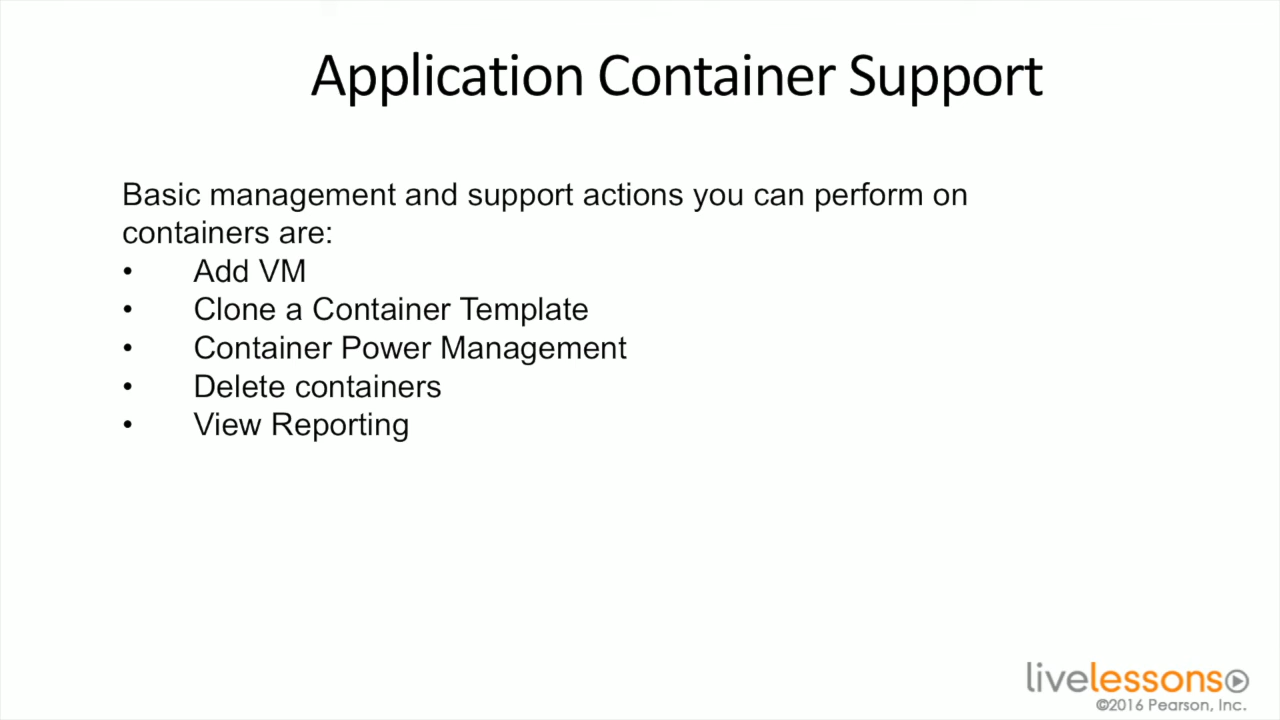 Application Container Support
Basic management and support actions you can perform on
containers are:
• Add VM
• Clone a Container Template
• Container Power Management
• Delete containers
• View Reporting
livelessons
©2016 Pearson, Inc.